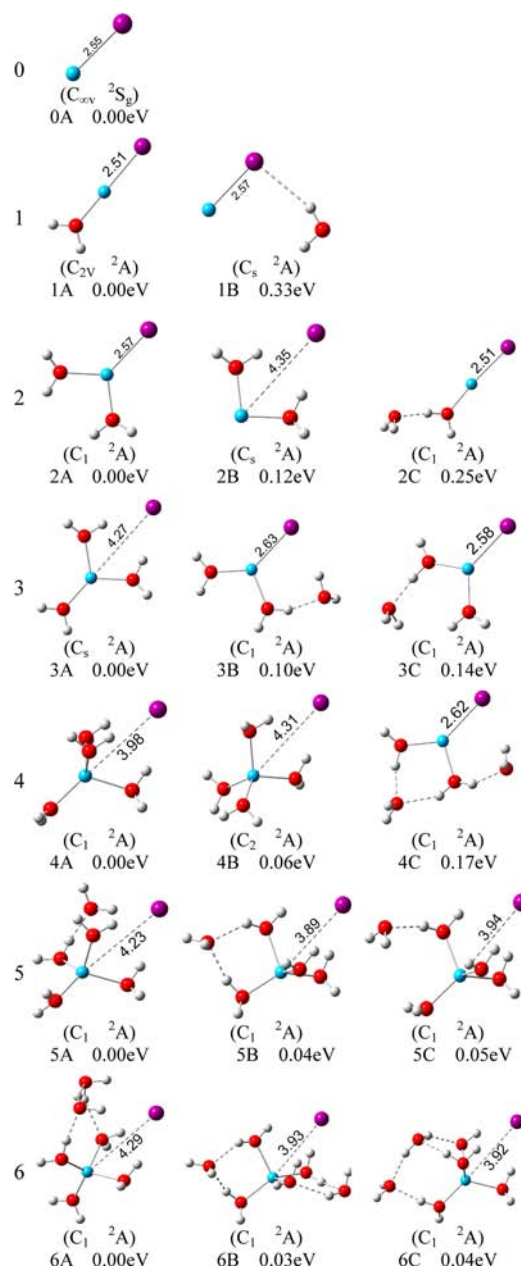 0
2.55
(C∞v ²Sg)
0A 0.00eV
1
2.51 2.57
(C2V ²A) (Cs ²A)
1A 0.00eV 1B 0.33eV
2
2.57 4.35 2.51
(C1 ²A) (Cs ²A) (C1 ²A)
2A 0.00eV 2B 0.12eV 2C 0.25eV
3
4.27 2.63 2.58
(Cs ²A) (C1 ²A) (C1 ²A)
3A 0.00eV 3B 0.10eV 3C 0.14eV
4
3.98 4.31 2.62
(C1 ²A) (C2 ²A) (C1 ²A)
4A 0.00eV 4B 0.06eV 4C 0.17eV
5
4.23 3.89 3.94
(C1 ²A) (C1 ²A) (C1 ²A)
5A 0.00eV 5B 0.04eV 5C 0.05eV
6
4.29 3.93 3.92
(C1 ²A) (C1 ²A) (C1 ²A)
6A 0.00eV 6B 0.03eV 6C 0.04eV